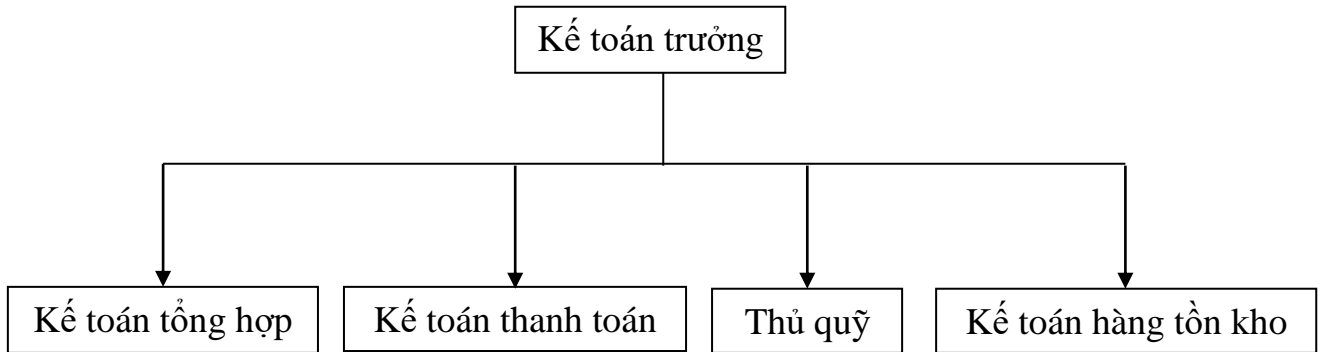 Kế toán trưởng
Kế toán tổng hợp
Kế toán thanh toán
Thủ quỹ
Kế toán hàng tồn kho